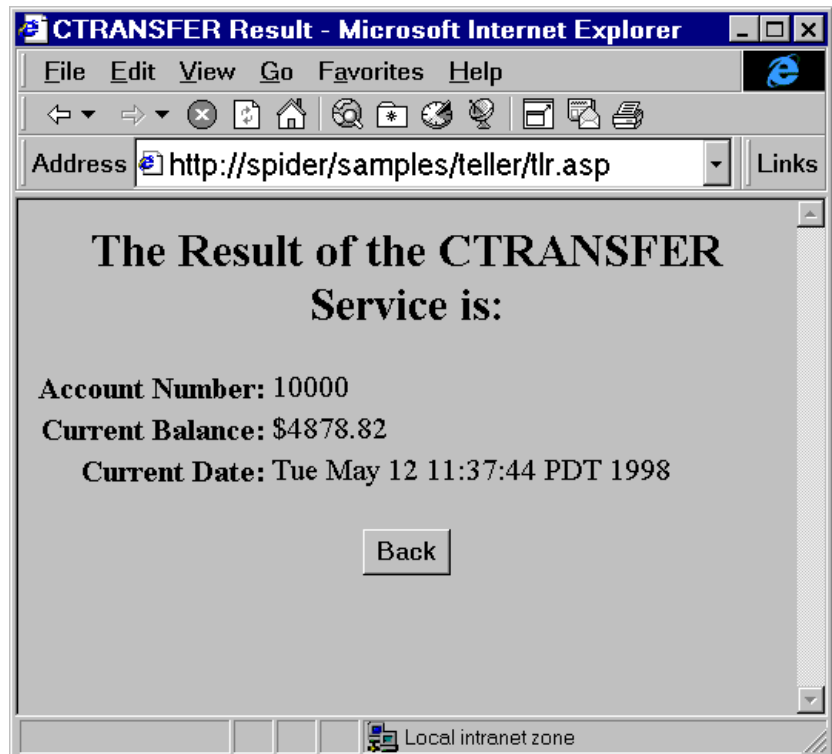 CTRANSFER Result - Microsoft Internet Explorer
File Edit View Go Favorites Help
Address http://spider/samples/teller/tlr.asp Links
The Result of the CTRANSFER
Service is:
Account Number: 10000
Current Balance: $4878.82
Current Date: Tue May 12 11:37:44 PDT 1998
Back
Local intranet zone